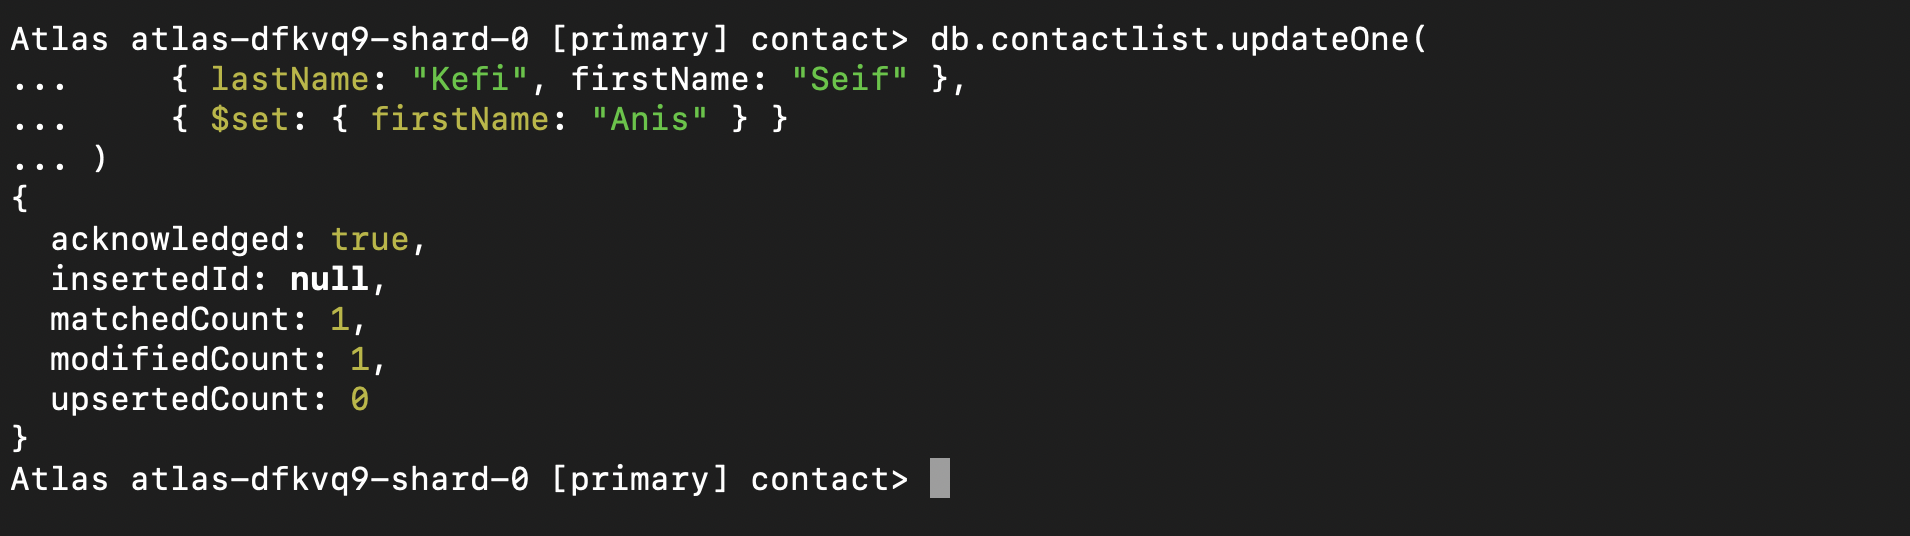 Atlas atlas-dfkvq9-shard-0 [primary] contact> db.contactlist.updateOne(
...     { lastName: "Kefi", firstName: "Seif" },
...     { $set: { firstName: "Anis" } }
... )
{
  acknowledged: true,
  insertedId: null,
  matchedCount: 1,
  modifiedCount: 1,
  upsertedCount: 0
}
Atlas atlas-dfkvq9-shard-0 [primary] contact>